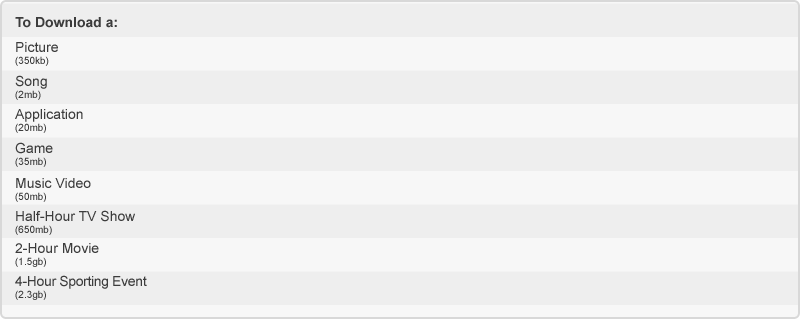 To Download a:
Picture
(350kb)
Song
(2mb)
Application
(20mb)
Game
(35mb)
Music Video
(50mb)
Half-Hour TV Show
(650mb)
2-Hour Movie
(1.5gb)
4-Hour Sporting Event
(2.3gb)